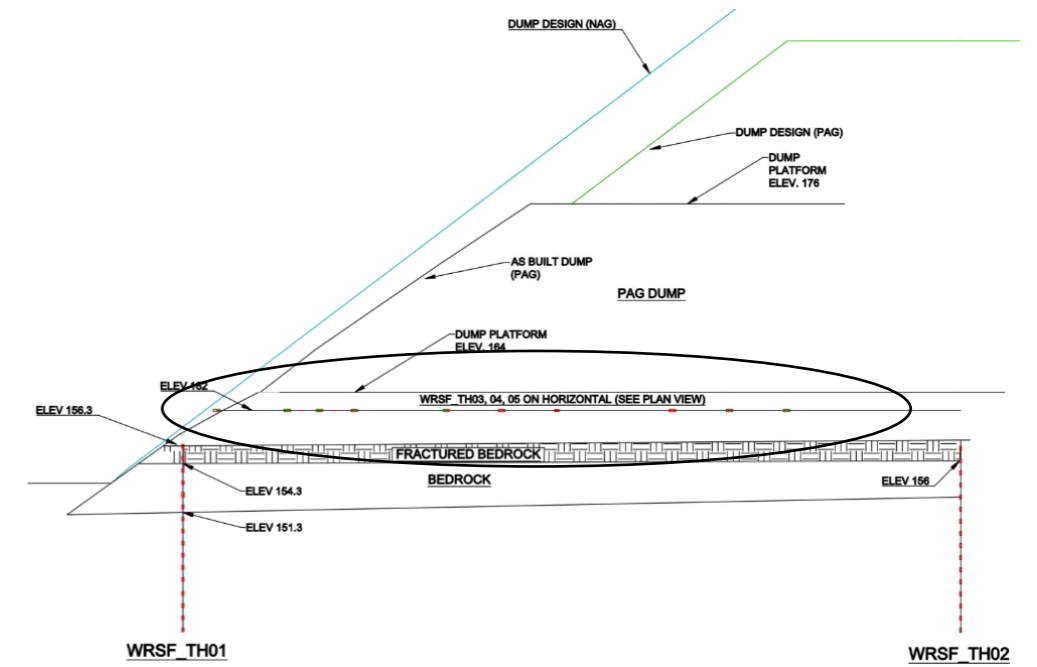 DUMP DESIGN (NAG)
DUMP DESIGN (PAG)
DUMP
PLATFORM
ELEV. 176
AS BUILT DUMP
(PAG)
PAG DUMP
DUMP PLATFORM
ELEV. 164
ELEV 162
WRSF_TH03, 04, 05 ON HORIZONTAL (SEE PLAN VIEW)
ELEV 156.3
FRACTURED BEDROCK
BEDROCK
ELEV 156
ELEV 154.3
ELEV 151.3
WRSF_TH01
WRSF_TH02